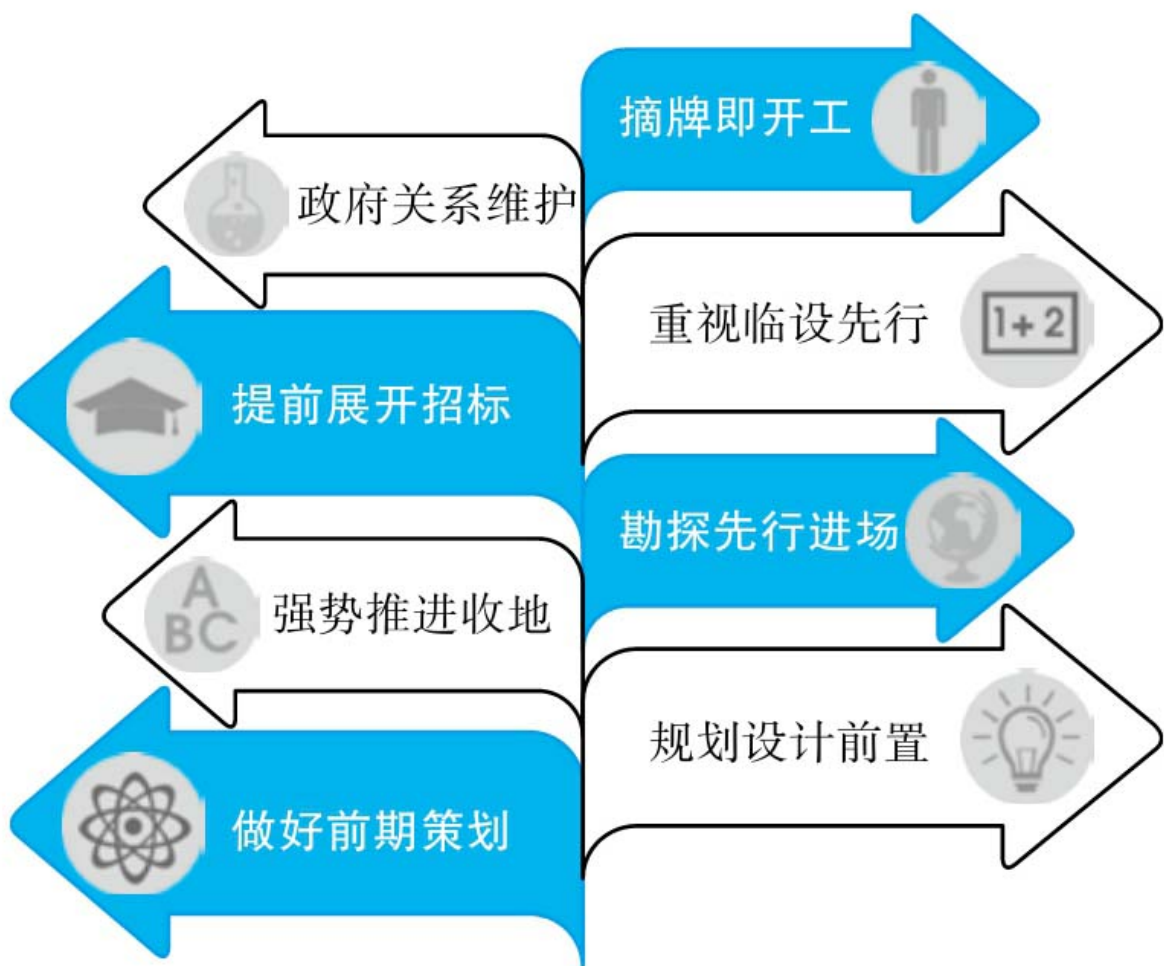 摘牌即开工
政府关系维护
重视临设先行
1+2
提前展开招标
勘探先行进场
A
BC
强势推进收地
规划设计前置
做好前期策划